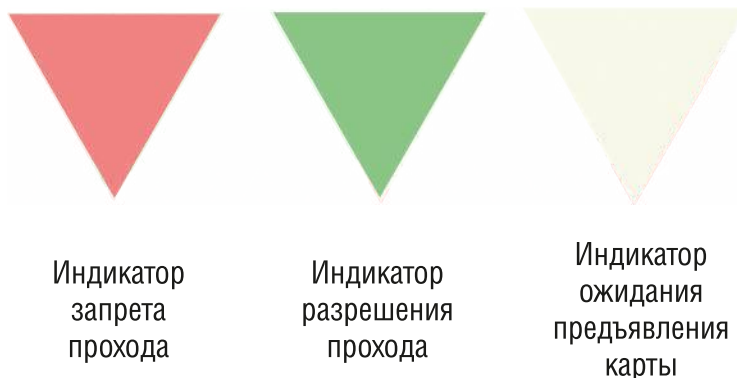 Индикатор
запрета
прохода
Индикатор
разрешения
прохода
Индикатор
ожидания
предъявления
карты